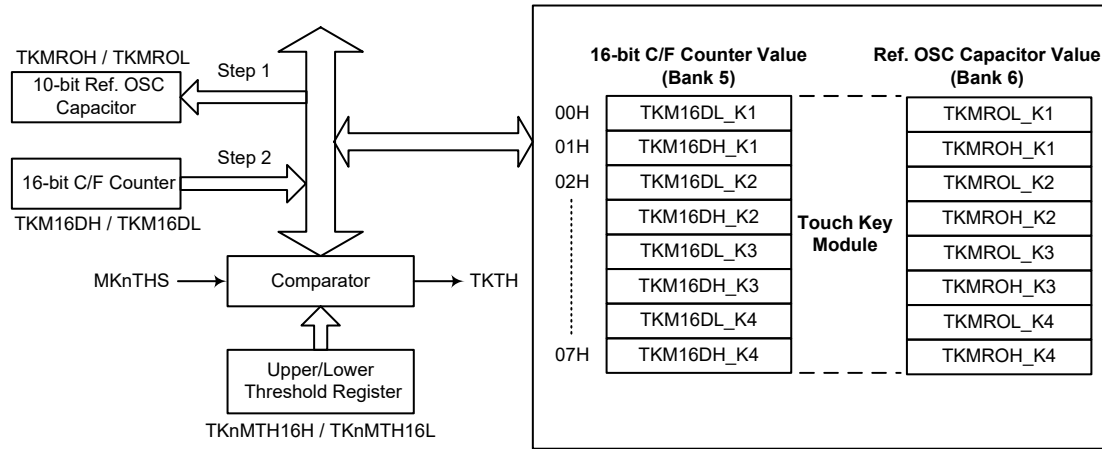 TKMROH / TKMROL
10-bit Ref. OSC
Capacitor
Step 1
16-bit C/F Counter
TKM16DH / TKM16DL
Step 2
MKnTHS
Comparator
TKTH
Upper/Lower
Threshold Register
TKnMTH16H / TKnMTH16L
16-bit C/F Counter Value
(Bank 5)
Ref. OSC Capacitor Value
(Bank 6)
00H
TKM16DL_K1
TKMROL_K1
01H
TKM16DH_K1
TKMROH_K1
02H
TKM16DL_K2
TKMROL_K2
TKM16DH_K2
TKMROH_K2
Touch Key
Module
TKM16DL_K3
TKMROL_K3
TKM16DH_K3
TKMROH_K3
TKM16DL_K4
TKMROL_K4
07H
TKM16DH_K4
TKMROH_K4